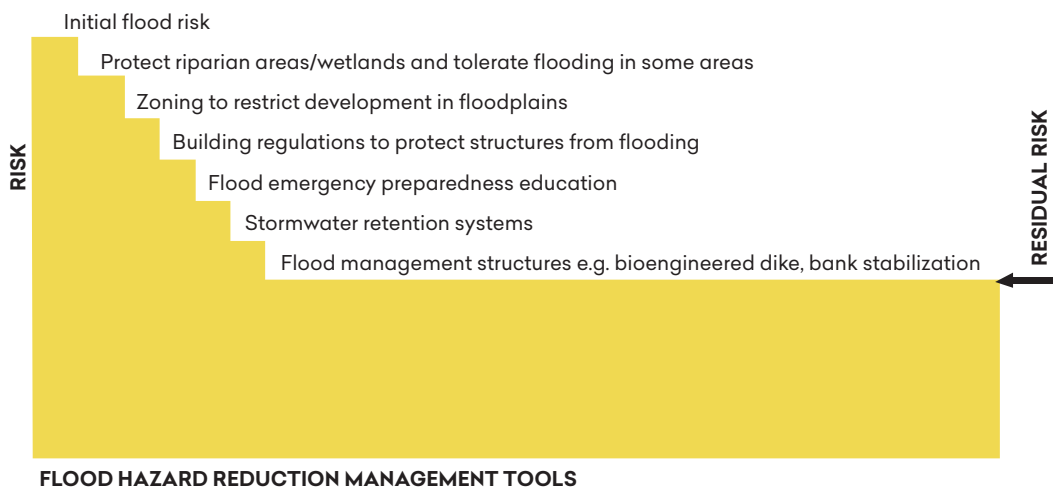 Initial flood risk
Protect riparian areas/wetlands and tolerate flooding in some areas
Zoning to restrict development in floodplains
Building regulations to protect structures from flooding
Flood emergency preparedness education
Stormwater retention systems
Flood management structures e.g. bioengineered dike, bank stabilization
RISK
RESIDUAL RISK
FLOOD HAZARD REDUCTION MANAGEMENT TOOLS